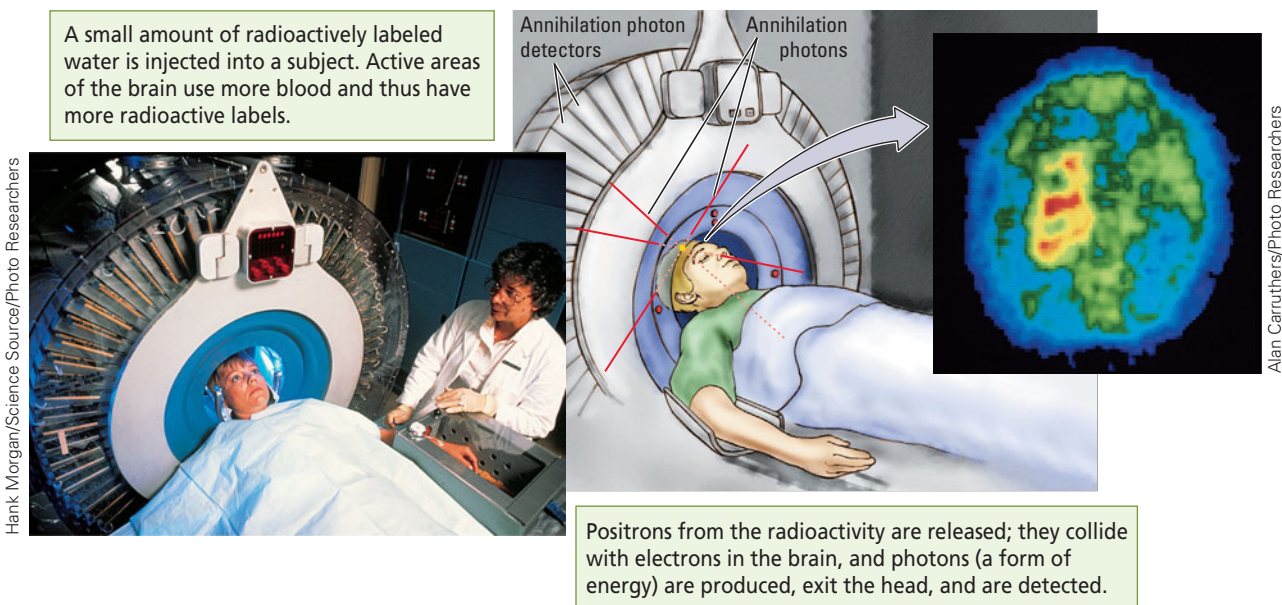 A small amount of radioactively labeled
water is injected into a subject. Active areas
of the brain use more blood and thus have
more radioactive labels.
Annihilation photon
detectors
Annihilation
photons
Hank Morgan/Science Source/Photo Researchers
Alan Carruthers/Photo Researchers
Positrons from the radioactivity are released; they collide
with electrons in the brain, and photons (a form of
energy) are produced, exit the head, and are detected.